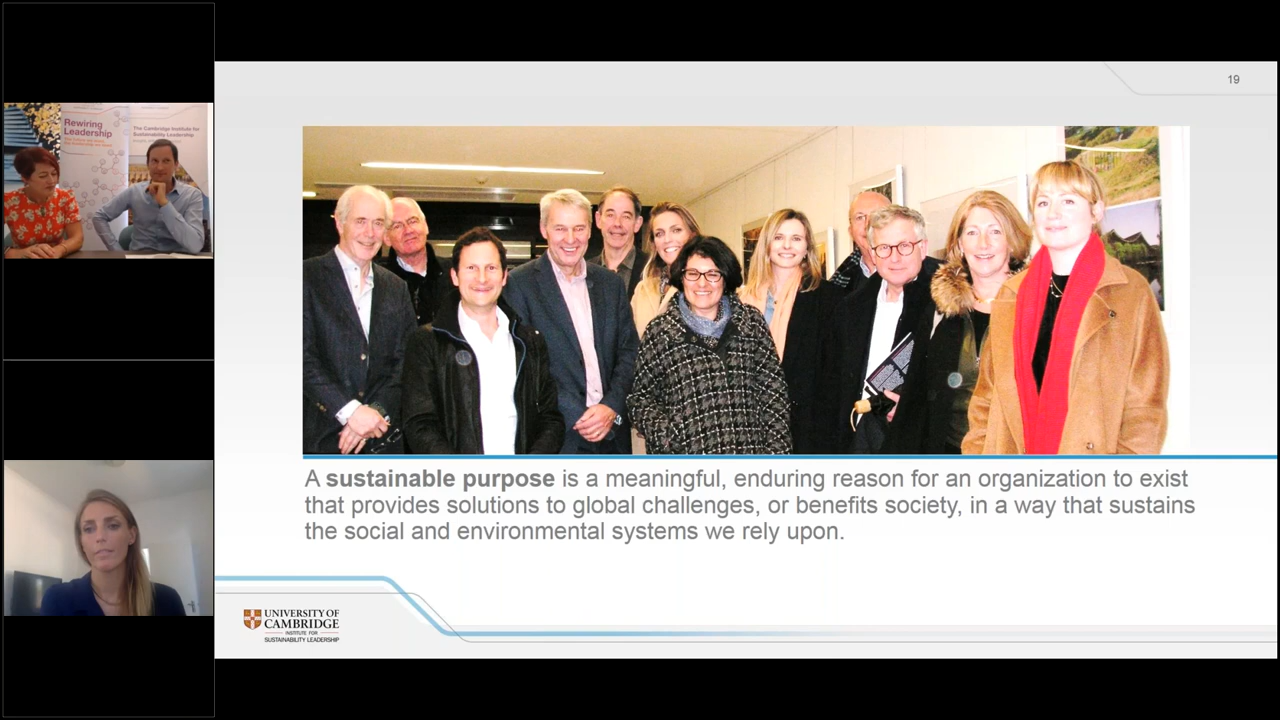 19
Rewiring
Leadership
The Cambridge Institute for
Sustainability Leadership
A sustainable purpose is a meaningful, enduring reason for an organization to exist
that provides solutions to global challenges, or benefits society, in a way that sustains
the social and environmental systems we rely upon.
UNIVERSITY OF
CAMBRIDGE
INSTITUTE FOR
SUSTAINABILITY LEADERSHIP